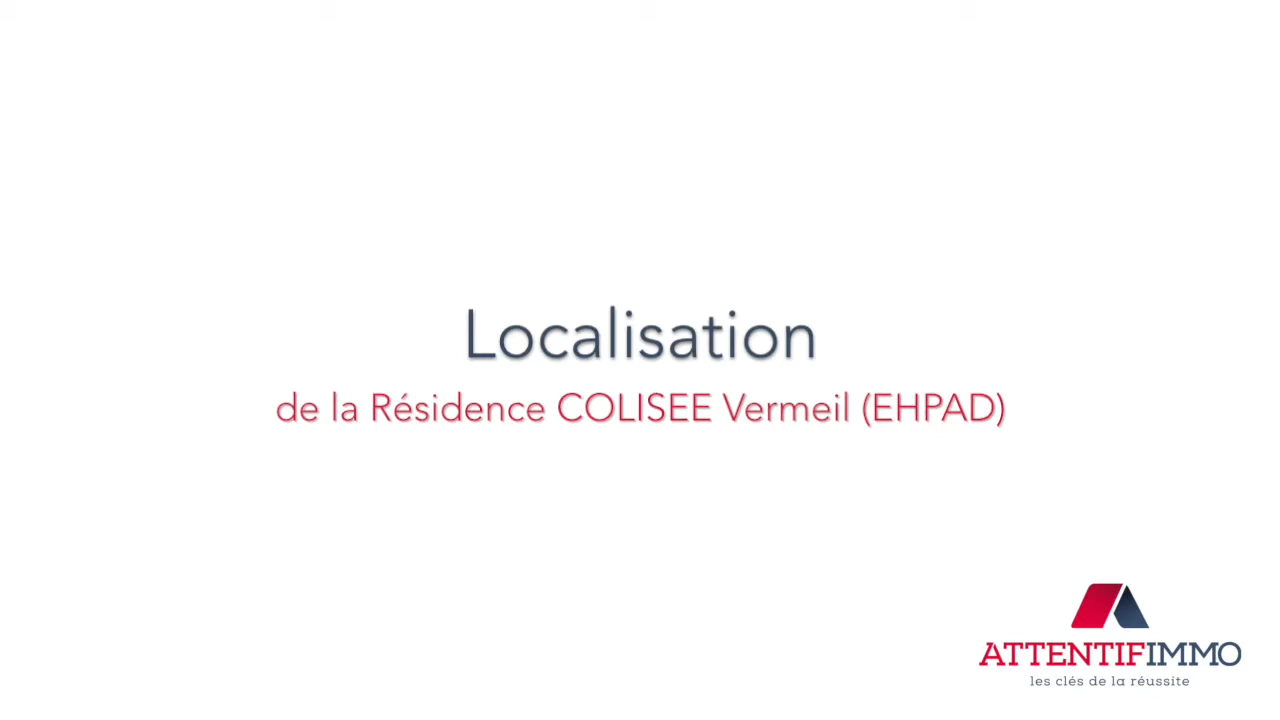 Localisation
de la Résidence COLISEE Vermeil (EHPAD)
ATTENTIFIMMO
les clés de la réussite